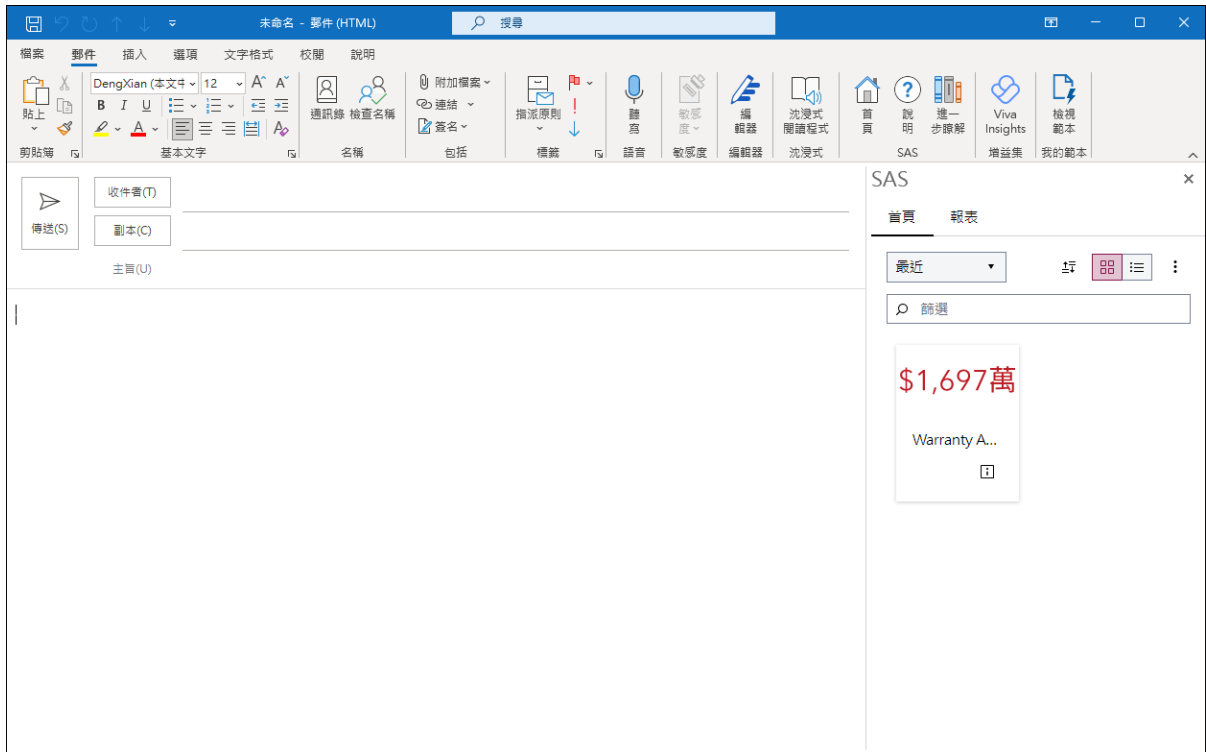 未命名 - 郵件 (HTML)
搜尋
檔案 郵件 插入 選項 文字格式 校閱 說明
貼上
DengXian (本文中 12 A^ Aˇ
B I U
A
A
通訊錄 檢查名稱
附加檔案
連結
簽名
指派原則
聽寫
敏感度
編輯器
沈浸式閱讀程式
首頁
說明
進一步瞭解
Viva Insights
檢視範本
剪貼簿 基本文字 名稱 包括 標籤 語音 敏感度 編輯器 沈浸式 SAS 增益集 我的範本
傳送(S)
收件者(T)
副本(C)
主旨(U)
SAS
首頁 報表
最近
篩選
$1,697萬
Warranty A...